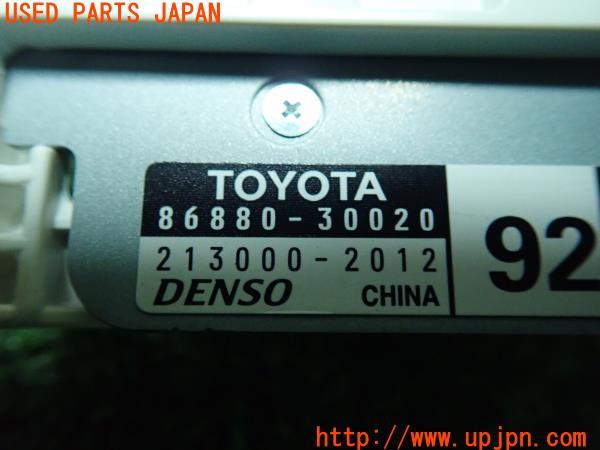 USED PARTS JAPAN
TOYOTA
86880-30020
213000-2012
DENSO CHINA
92
http://www.upjpn.com/